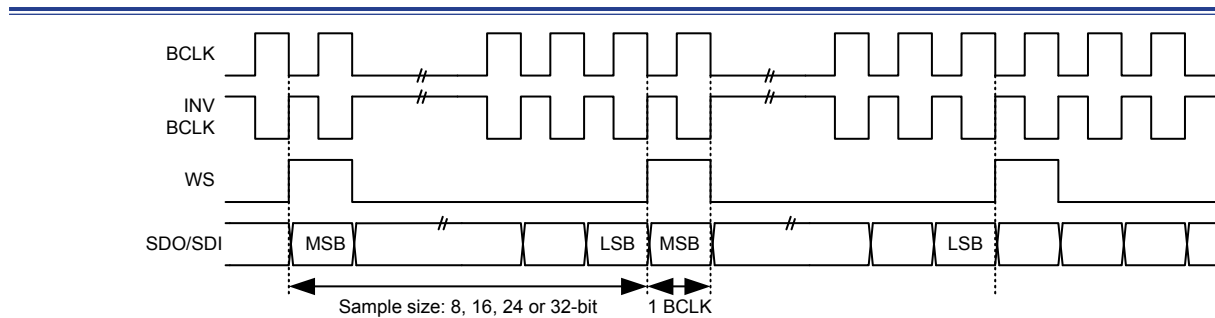 BCLK
INV
BCLK
WS
SDO/SDI
MSB
LSB
MSB
LSB
Sample size: 8, 16, 24 or 32-bit
1 BCLK